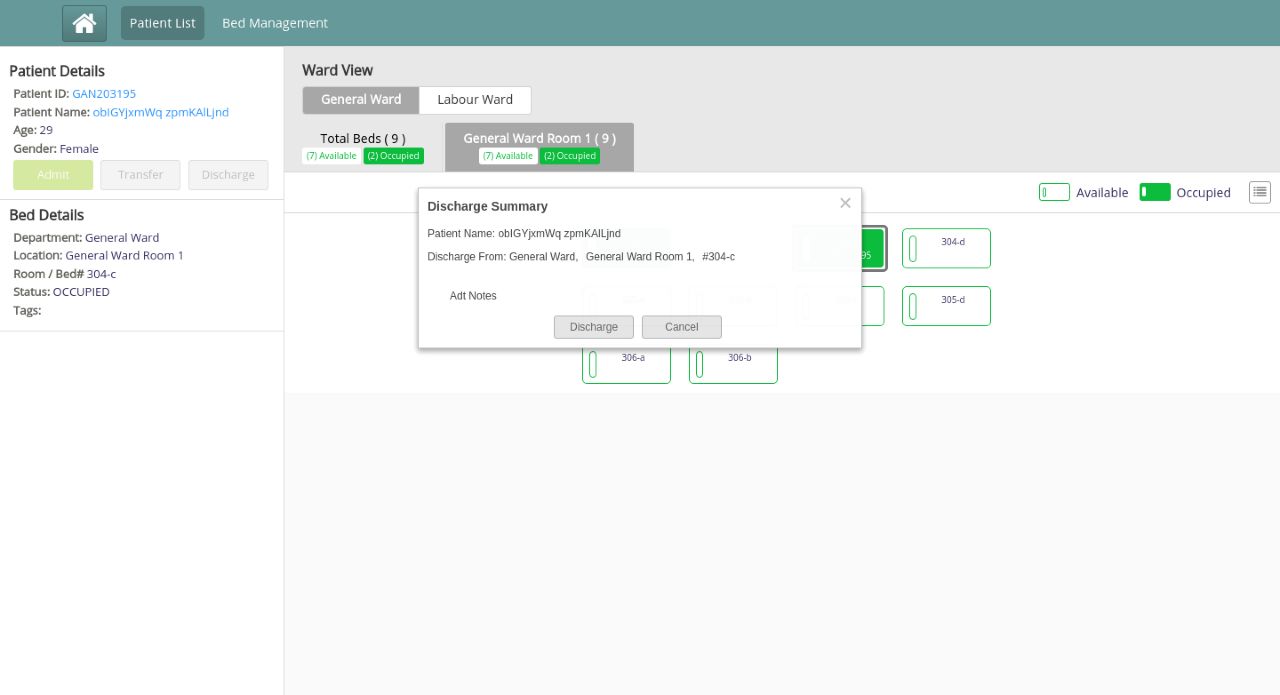 Patient List
Bed Management
Patient Details
Patient ID: GAN203195
Patient Name: obIGYjxmWq zpmKAlLjnd
Age: 29
Gender: Female
Admit
Transfer
Discharge
Bed Details
Department: General Ward
Location: General Ward Room 1
Room / Bed# 304-c
Status: OCCUPIED
Tags:
Ward View
General Ward
Labour Ward
Total Beds ( 9 )
(7) Available (2) Occupied
General Ward Room 1 ( 9 )
(7) Available (2) Occupied
Available
Occupied
Discharge Summary
×
Patient Name: obIGYjxmWq zpmKAlLjnd
Discharge From: General Ward, General Ward Room 1, #304-c
Adt Notes
Discharge
Cancel
95
304-d
305-d
306-a
306-b